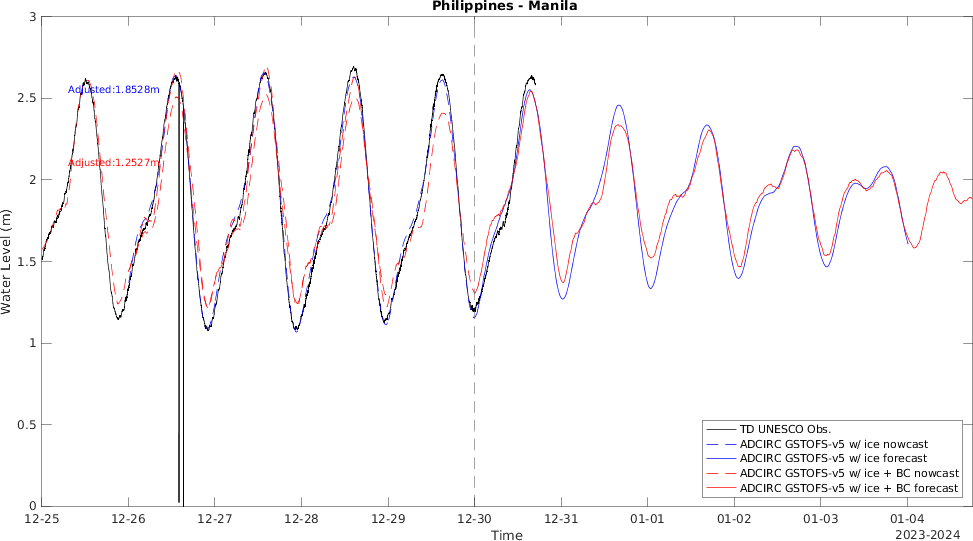 Philippines - Manila
3
2.5
2
1.5
1
0.5
0
Water Level (m)
Adjusted:1.8528m
Adjusted:1.2527m
TD UNESCO Obs.
ADCIRC GSTOFS-v5 w/ ice nowcast
ADCIRC GSTOFS-v5 w/ ice forecast
ADCIRC GSTOFS-v5 w/ ice + BC nowcast
ADCIRC GSTOFS-v5 w/ ice + BC forecast
12-25 12-26 12-27 12-28 12-29 12-30 12-31 01-01 01-02 01-03 01-04
Time
2023-2024